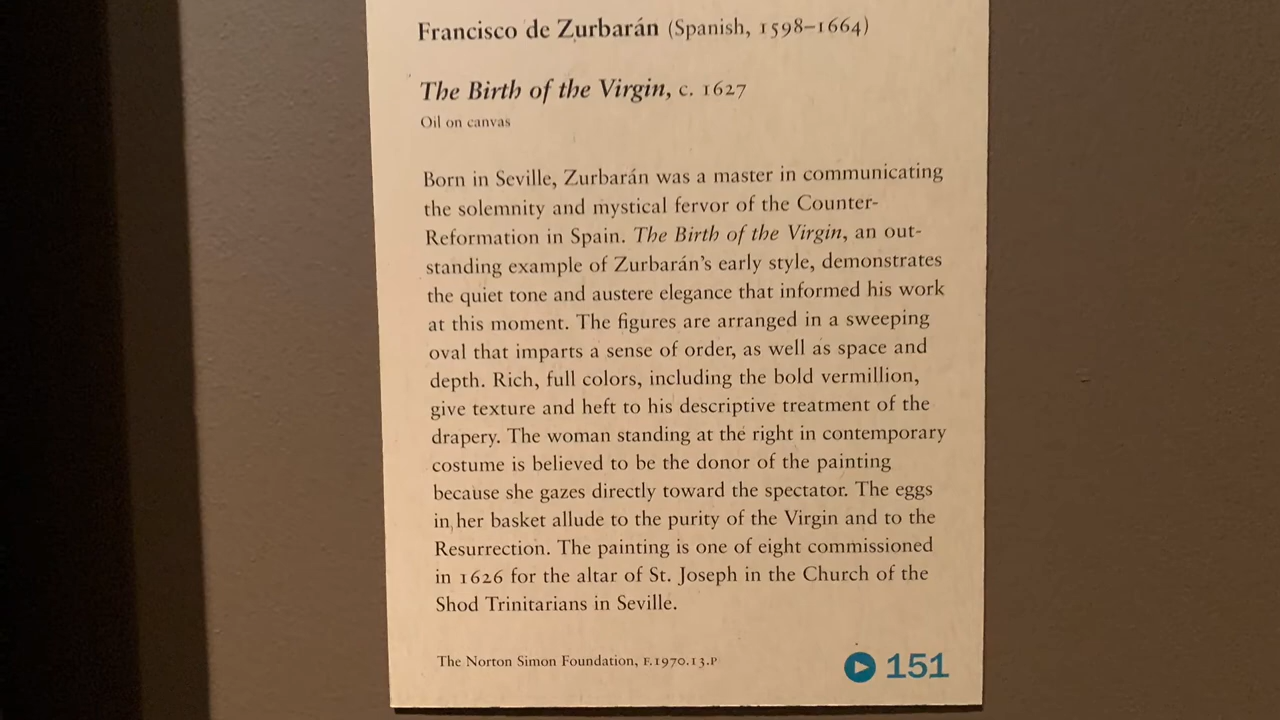 Francisco de Zurbarán (Spanish, 1598–1664)
The Birth of the Virgin, c. 1627
Oil on canvas
Born in Seville, Zurbarán was a master in communicating
the solemnity and mystical fervor of the Counter-
Reformation in Spain. The Birth of the Virgin, an out-
standing example of Zurbarán’s early style, demonstrates
the quiet tone and austere elegance that informed his work
at this moment. The figures are arranged in a sweeping
oval that imparts a sense of order, as well as space and
depth. Rich, full colors, including the bold vermillion,
give texture and heft to his descriptive treatment of the
drapery. The woman standing at the right in contemporary
costume is believed to be the donor of the painting
because she gazes directly toward the spectator. The eggs
in her basket allude to the purity of the Virgin and to the
Resurrection. The painting is one of eight commissioned
in 1626 for the altar of St. Joseph in the Church of the
Shod Trinitarians in Seville.
The Norton Simon Foundation, F.1970.13.P
151